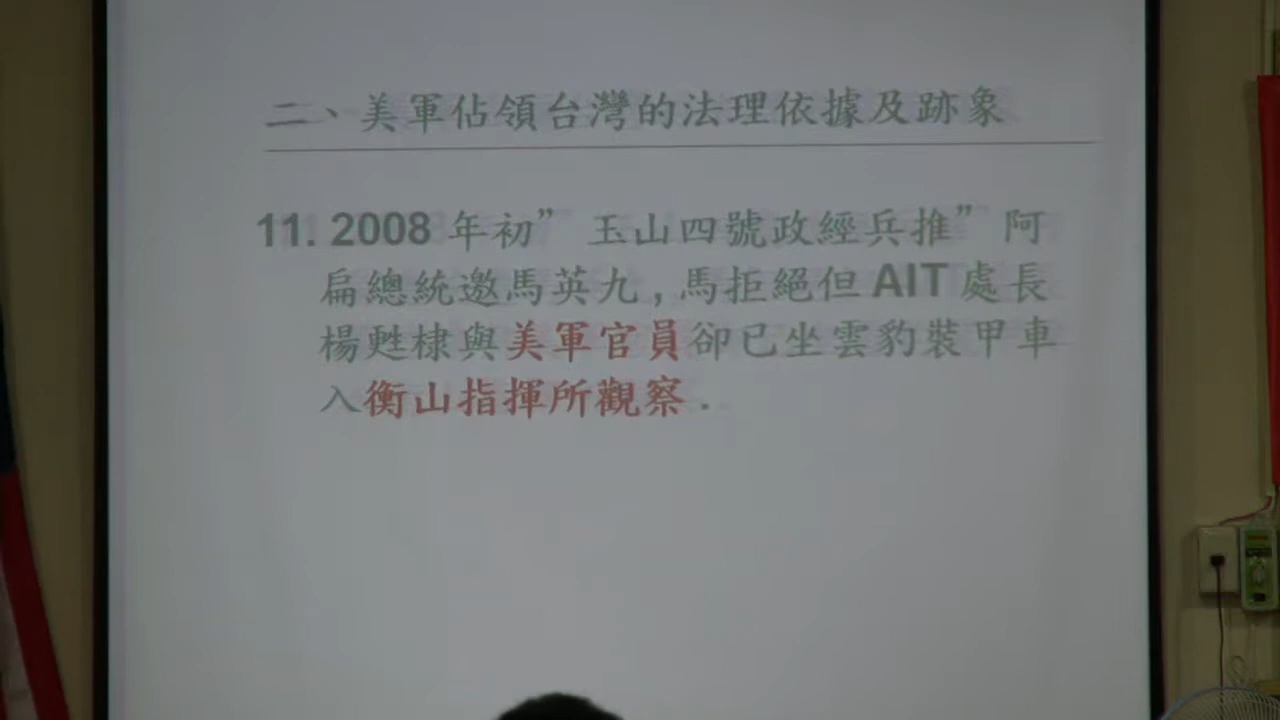 二、美軍佔領台灣的法理依據及跡象
11. 2008 年初”玉山四號政經兵推”阿
扁總統邀馬英九,馬拒絕但 AIT 處長
楊甦棣與美軍官員卻已坐雲豹裝甲車
入衡山指揮所觀察.